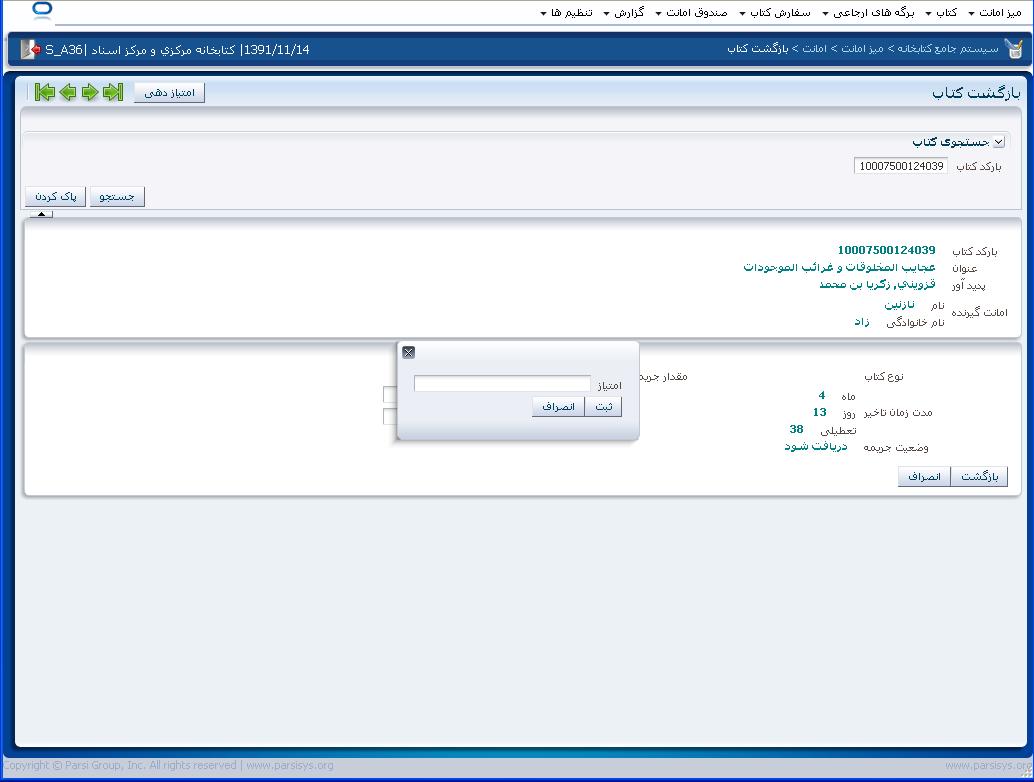 میز امانت کتاب برگه های ارجاعی سفارش کتاب صندوق امانت گزارش تنظیم ها
سیستم جامع کتابخانه > میز امانت > امانت > بازگشت کتاب
1391/11/14| کتابخانه مرکزي و مرکز اسناد |S_A36
بازگشت کتاب
امتیاز دهی
جستجوی کتاب
بارکد کتاب 10007500124039
جستجو پاک کردن
بارکد کتاب 10007500124039
عنوان عجایب المخلوقات و غرائب الموجودات
پدید آور قزويني, زکريا بن محمد
امانت گیرنده
نام نازنین
نام خانوادگی زاد
نوع کتاب
مقدار جریم
مدت زمان تاخیر
ماه 4
روز 13
تعطیلی 38
وضعیت جریمه دریافت شود
بازگشت انصراف
امتیاز
ثبت انصراف
Copyright © Parsi Group, Inc. All rights reserved | www.parsisys.org
www.parsisys.org